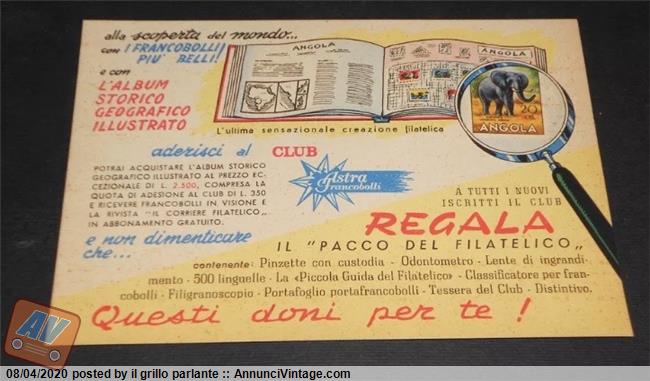 alla scoperta del mondo...
con I FRANCOBOLLI
PIU' BELLI!
e con
L'ALBUM
STORICO
GEOGRAFICO
ILLUSTRATO
ANGOLA
ANGOLA
20
ANGOLA
L'ultima sensazionale creazione filatelica
aderisci al CLUB
Astra
Francobolli
POTRAI ACQUISTARE L'ALBUM STORICO
GEOGRAFICO ILLUSTRATO AL PREZZO EC-
CEZIONALE DI L. 2.500, COMPRESA LA
QUOTA DI ADESIONE AL CLUB DI L. 350
E RICEVERE FRANCOBOLLI IN VISIONE E
LA RIVISTA "IL CORRIERE FILATELICO",
IN ABBONAMENTO GRATUITO.
e non dimenticare
che...
A TUTTI I NUOVI
ISCRITTI IL CLUB
REGALA
IL "PACCO DEL FILATELICO"
contenente: Pinzette con custodia - Odontometro - Lente di ingrandi-
mento - 500 linguelle - La «Piccola Guida del Filatelico» - Classificatore per fran-
cobolli - Filigranoscopio - Portafoglio portafrancobolli - Tessera del Club - Distintivo.
Questi doni per te !
AV
08/04/2020 posted by il grillo parlante :: AnnunciVintage.com